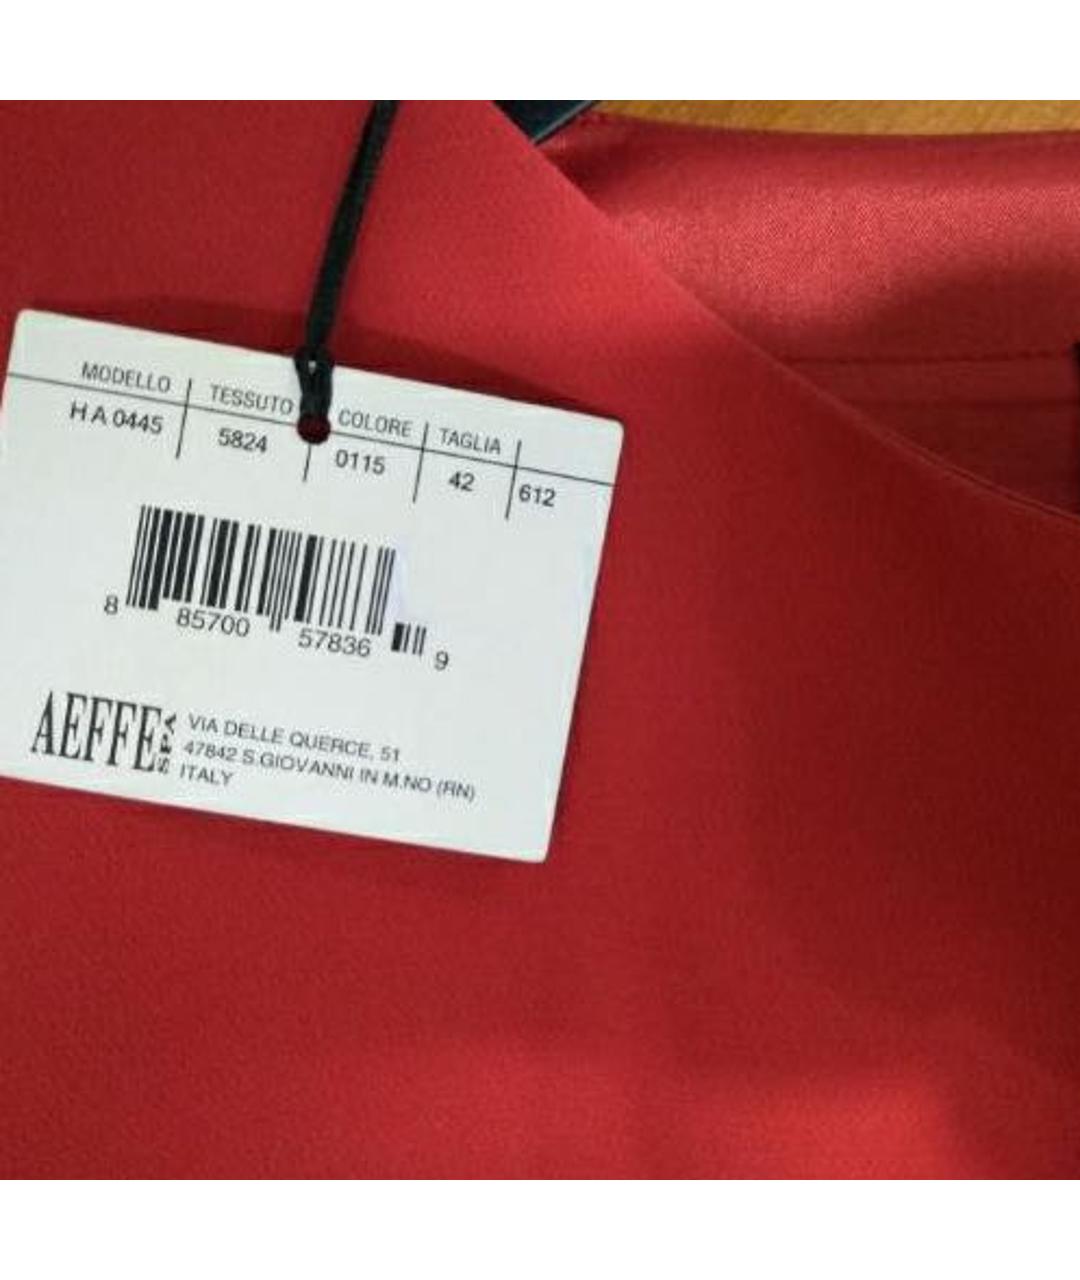 MODELLO TESSUTO COLORE TAGLIA
HA0445 5824 0115 42 612
8 85700 57836 9
AEFFE SPA
VIA DELLE QUERCE, 51
47842 S.GIOVANNI IN M.NO (RN)
ITALY